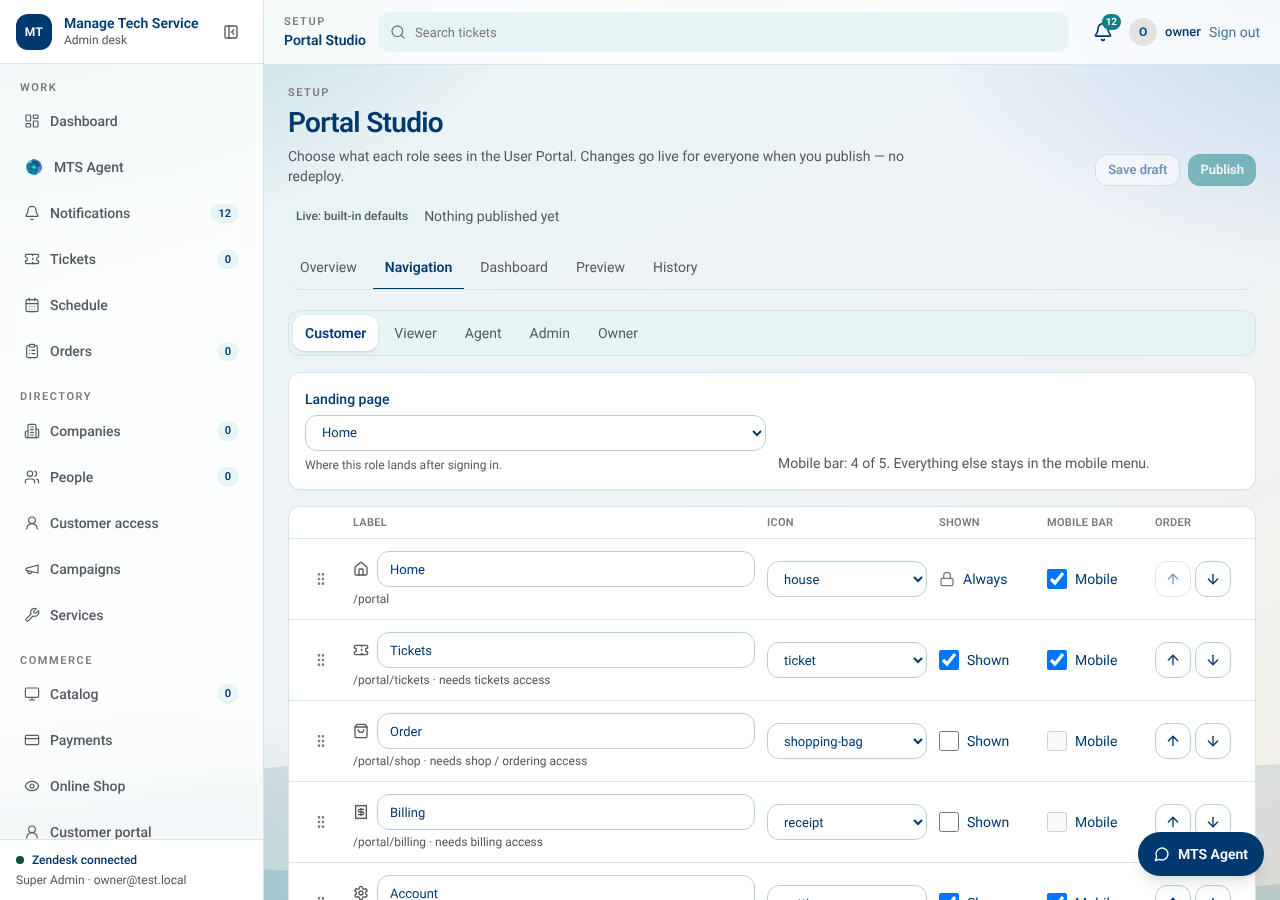 MT
Manage Tech Service
Admin desk
WORK
Dashboard
MTS Agent
Notifications 12
Tickets 0
Schedule
Orders 0
DIRECTORY
Companies 0
People 0
Customer access
Campaigns
Services
COMMERCE
Catalog 0
Payments
Online Shop
Customer portal
Zendesk connected
Super Admin · owner@test.local
SETUP
Portal Studio
Search tickets
12
O
owner
Sign out
SETUP
Portal Studio
Choose what each role sees in the User Portal. Changes go live for everyone when you publish — no
redeploy.
Save draft
Publish
Live: built-in defaults Nothing published yet
Overview Navigation Dashboard Preview History
Customer Viewer Agent Admin Owner
Landing page
Home
Where this role lands after signing in.
Mobile bar: 4 of 5. Everything else stays in the mobile menu.
LABEL ICON SHOWN MOBILE BAR ORDER
Home house Always Mobile
/portal
Tickets ticket Shown Mobile
/portal/tickets · needs tickets access
Order shopping-bag Shown Mobile
/portal/shop · needs shop / ordering access
Billing receipt Shown Mobile
/portal/billing · needs billing access
Account
MTS Agent